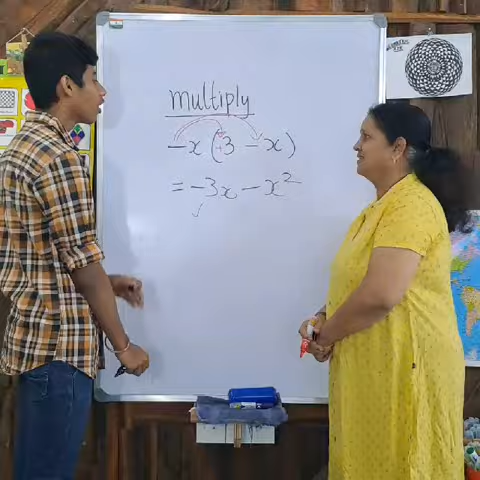 multiply
-x(+3 - x)
= -3x - x²